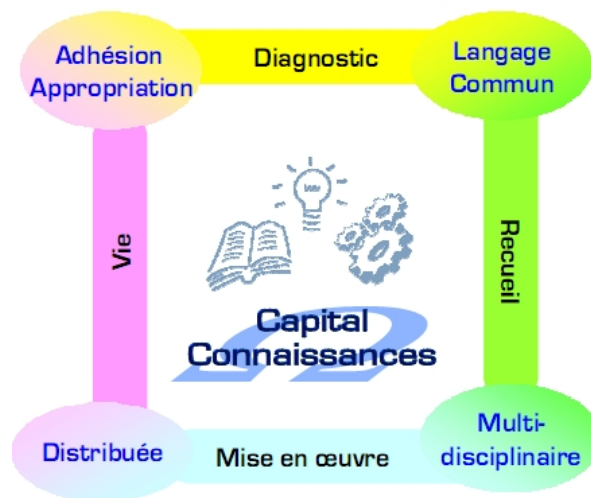 Adhésion
Appropriation
Diagnostic
Langage
Commun
Vie
Recueil
Capital
Connaissances
Distribuée
Mise en œuvre
Multi-
disciplinaire